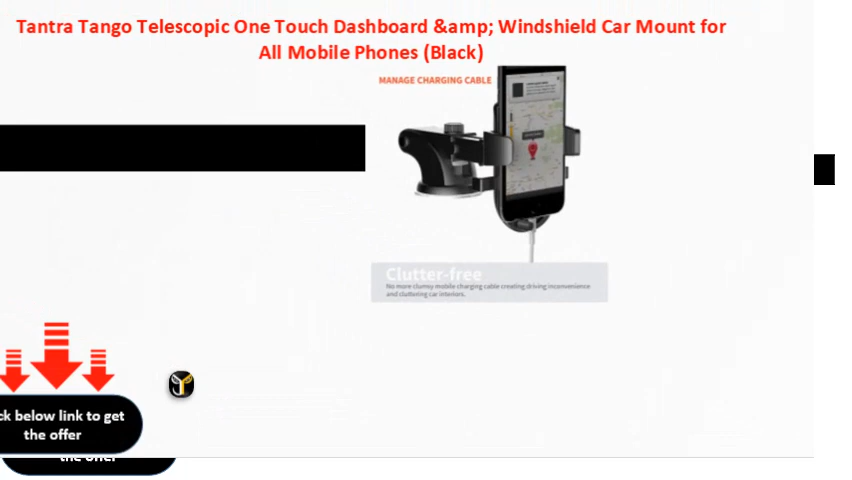 Tantra Tango Telescopic One Touch Dashboard &amp; Windshield Car Mount for
All Mobile Phones (Black)
MANAGE CHARGING CABLE
Clutter-free
No more clumsy mobile charging cable creating driving inconvenience
and cluttering car interiors.
ck below link to get
the offer
the offer